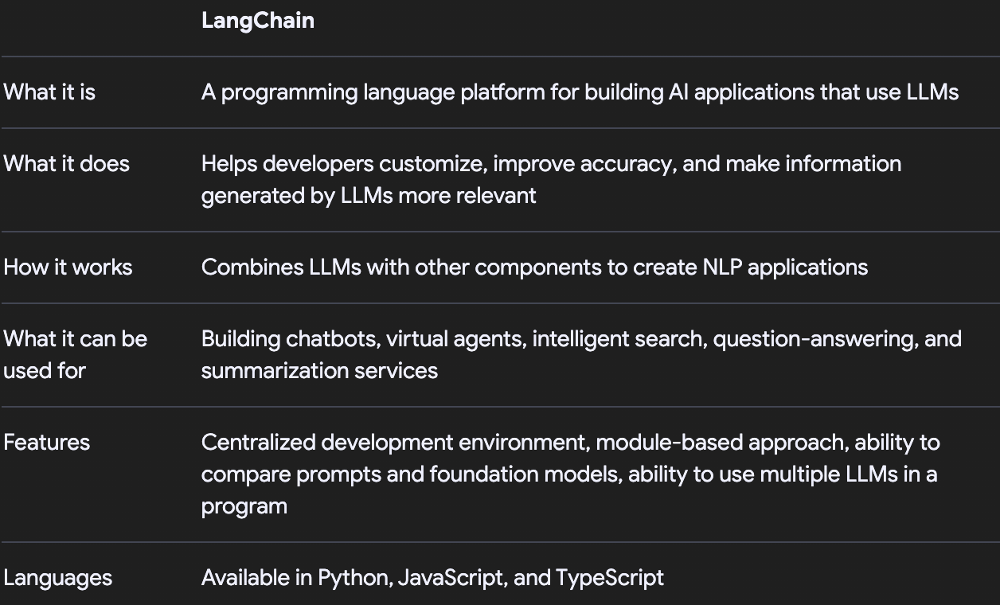 LangChain
What it is
A programming language platform for building AI applications that use LLMs
What it does
Helps developers customize, improve accuracy, and make information
generated by LLMs more relevant
How it works
Combines LLMs with other components to create NLP applications
What it can be
used for
Building chatbots, virtual agents, intelligent search, question-answering, and
summarization services
Features
Centralized development environment, module-based approach, ability to
compare prompts and foundation models, ability to use multiple LLMs in a
program
Languages
Available in Python, JavaScript, and TypeScript